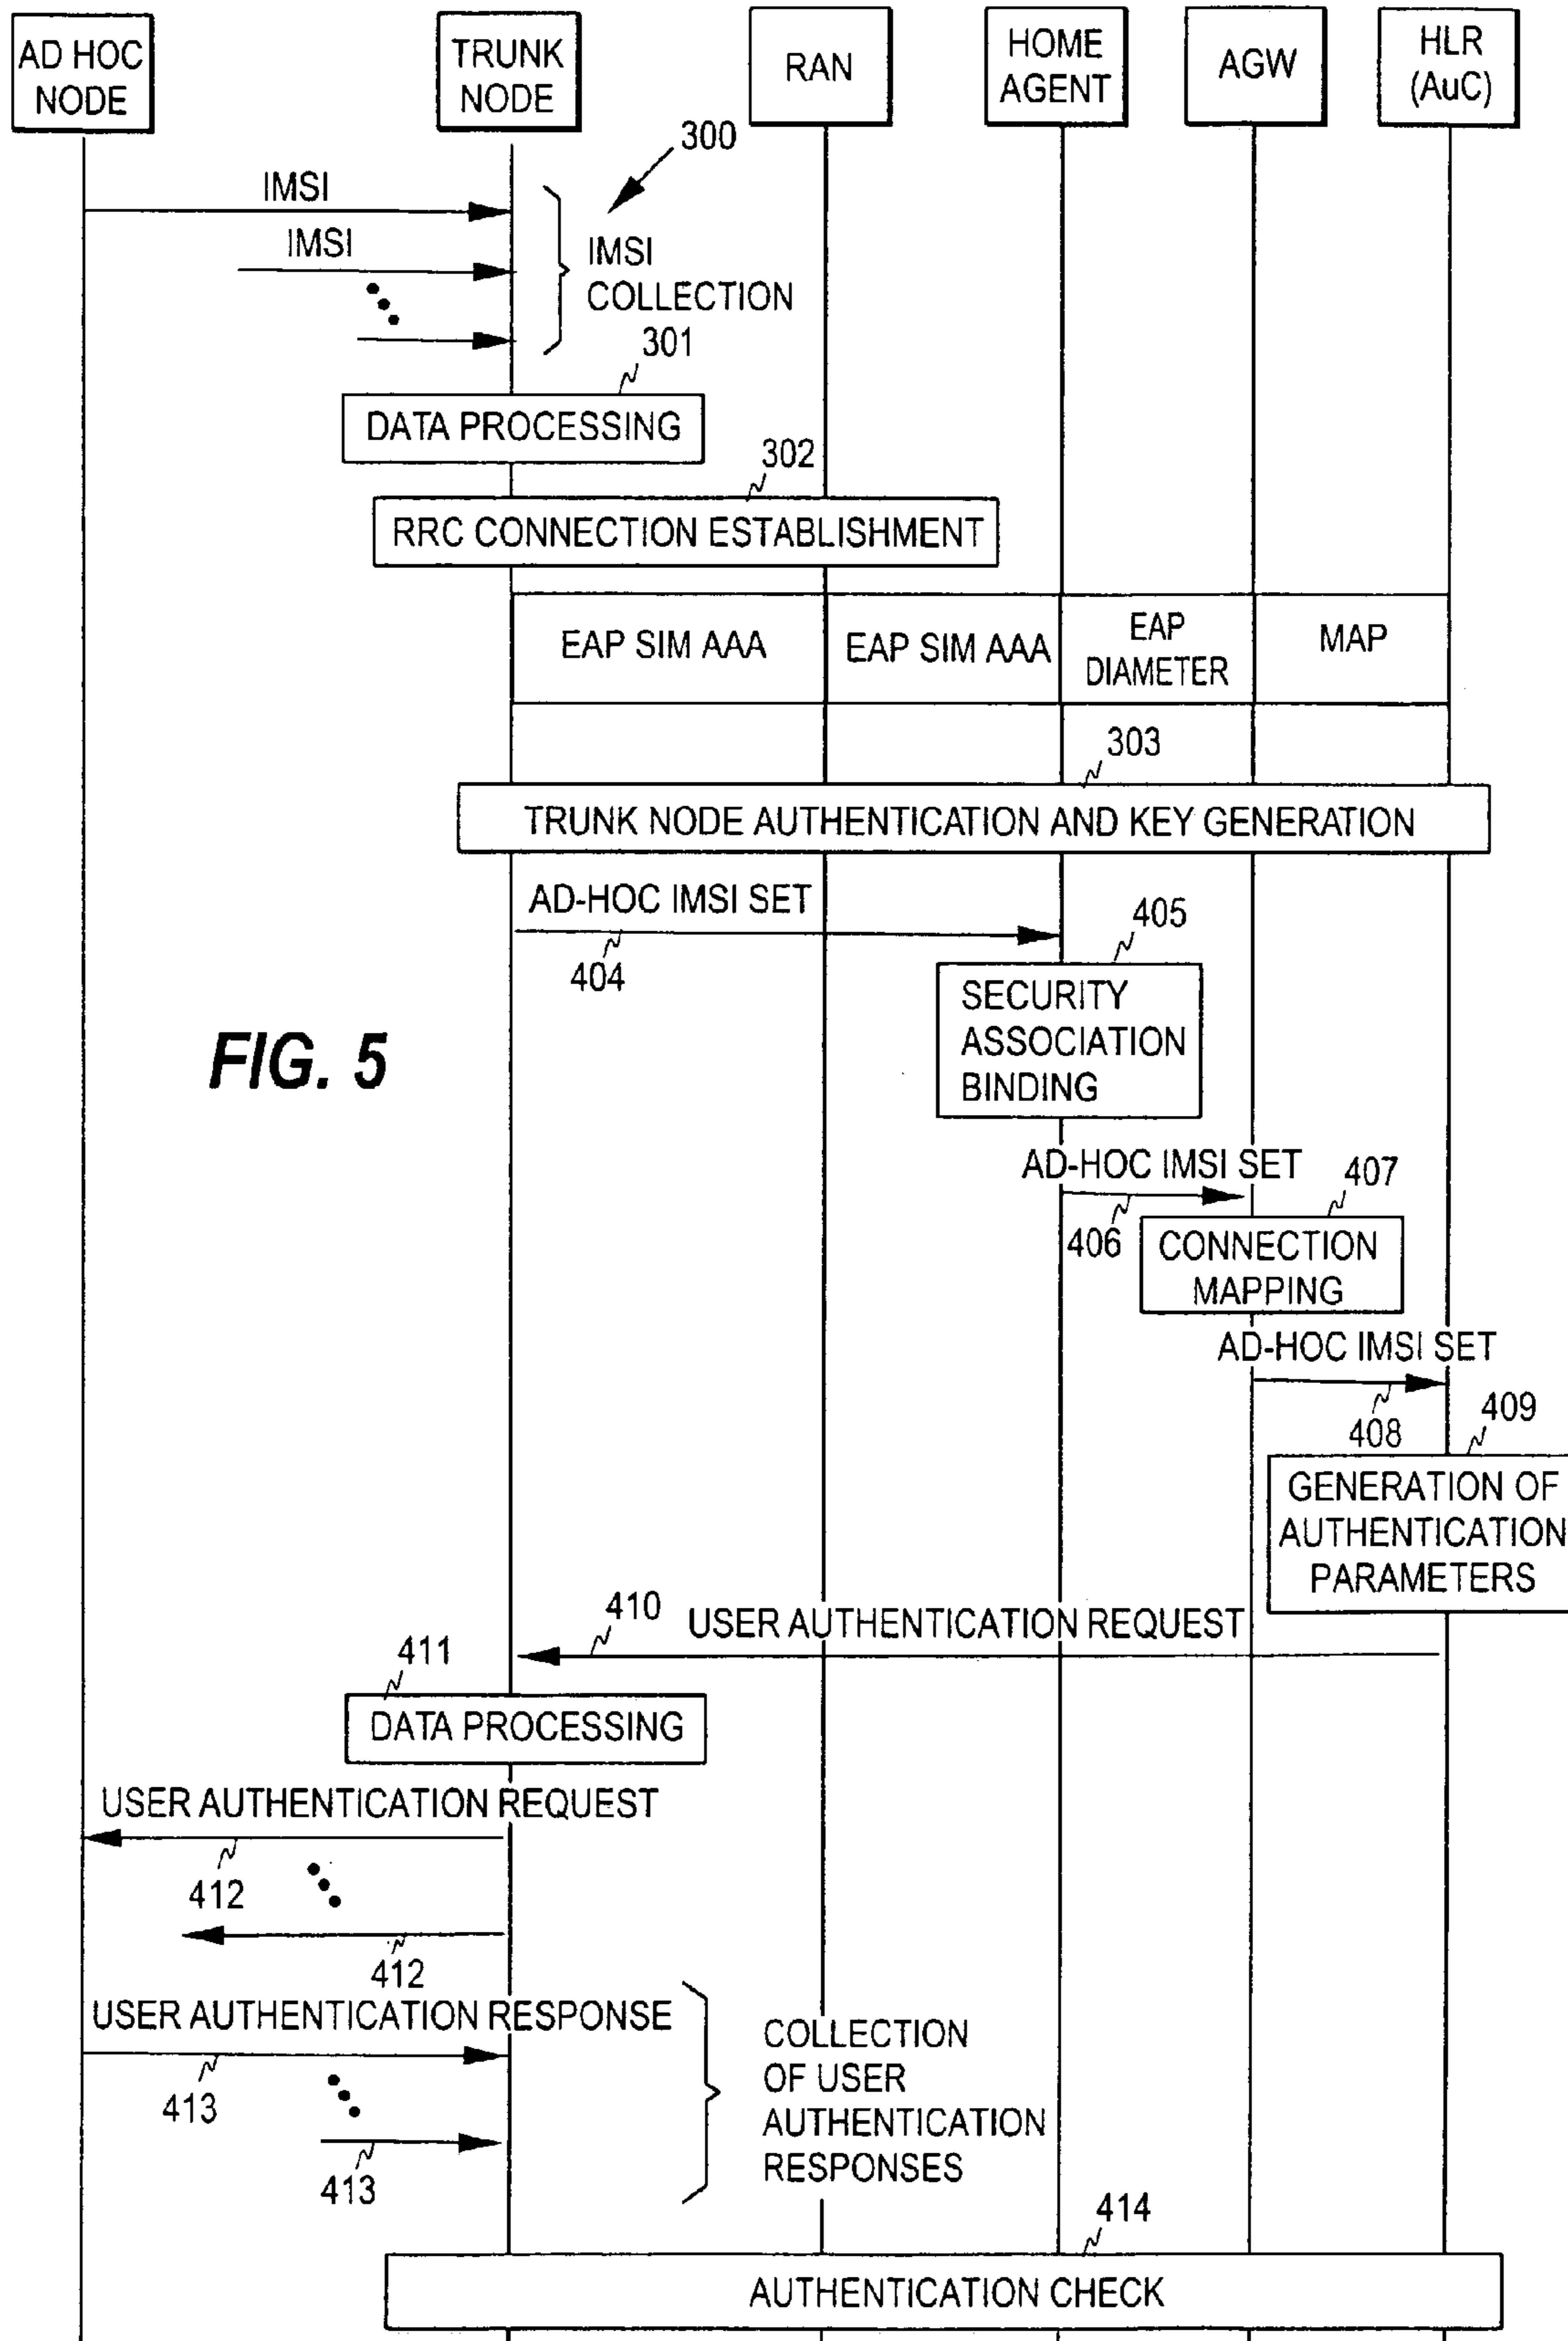 AD HOC
NODE
TRUNK
NODE
RAN
HOME
AGENT
AGW
HLR
(AuC)
300
IMSI
IMSI
IMSI
COLLECTION
301
DATA PROCESSING
302
RRC CONNECTION ESTABLISHMENT
EAP SIM AAA
EAP SIM AAA
EAP
DIAMETER
MAP
303
TRUNK NODE AUTHENTICATION AND KEY GENERATION
AD-HOC IMSI SET
404
405
SECURITY
ASSOCIATION
BINDING
FIG. 5
AD-HOC IMSI SET
406
407
CONNECTION
MAPPING
AD-HOC IMSI SET
408
409
GENERATION OF
AUTHENTICATION
PARAMETERS
410
USER AUTHENTICATION REQUEST
411
DATA PROCESSING
USER AUTHENTICATION REQUEST
412
412
USER AUTHENTICATION RESPONSE
413
413
COLLECTION
OF USER
AUTHENTICATION
RESPONSES
414
AUTHENTICATION CHECK